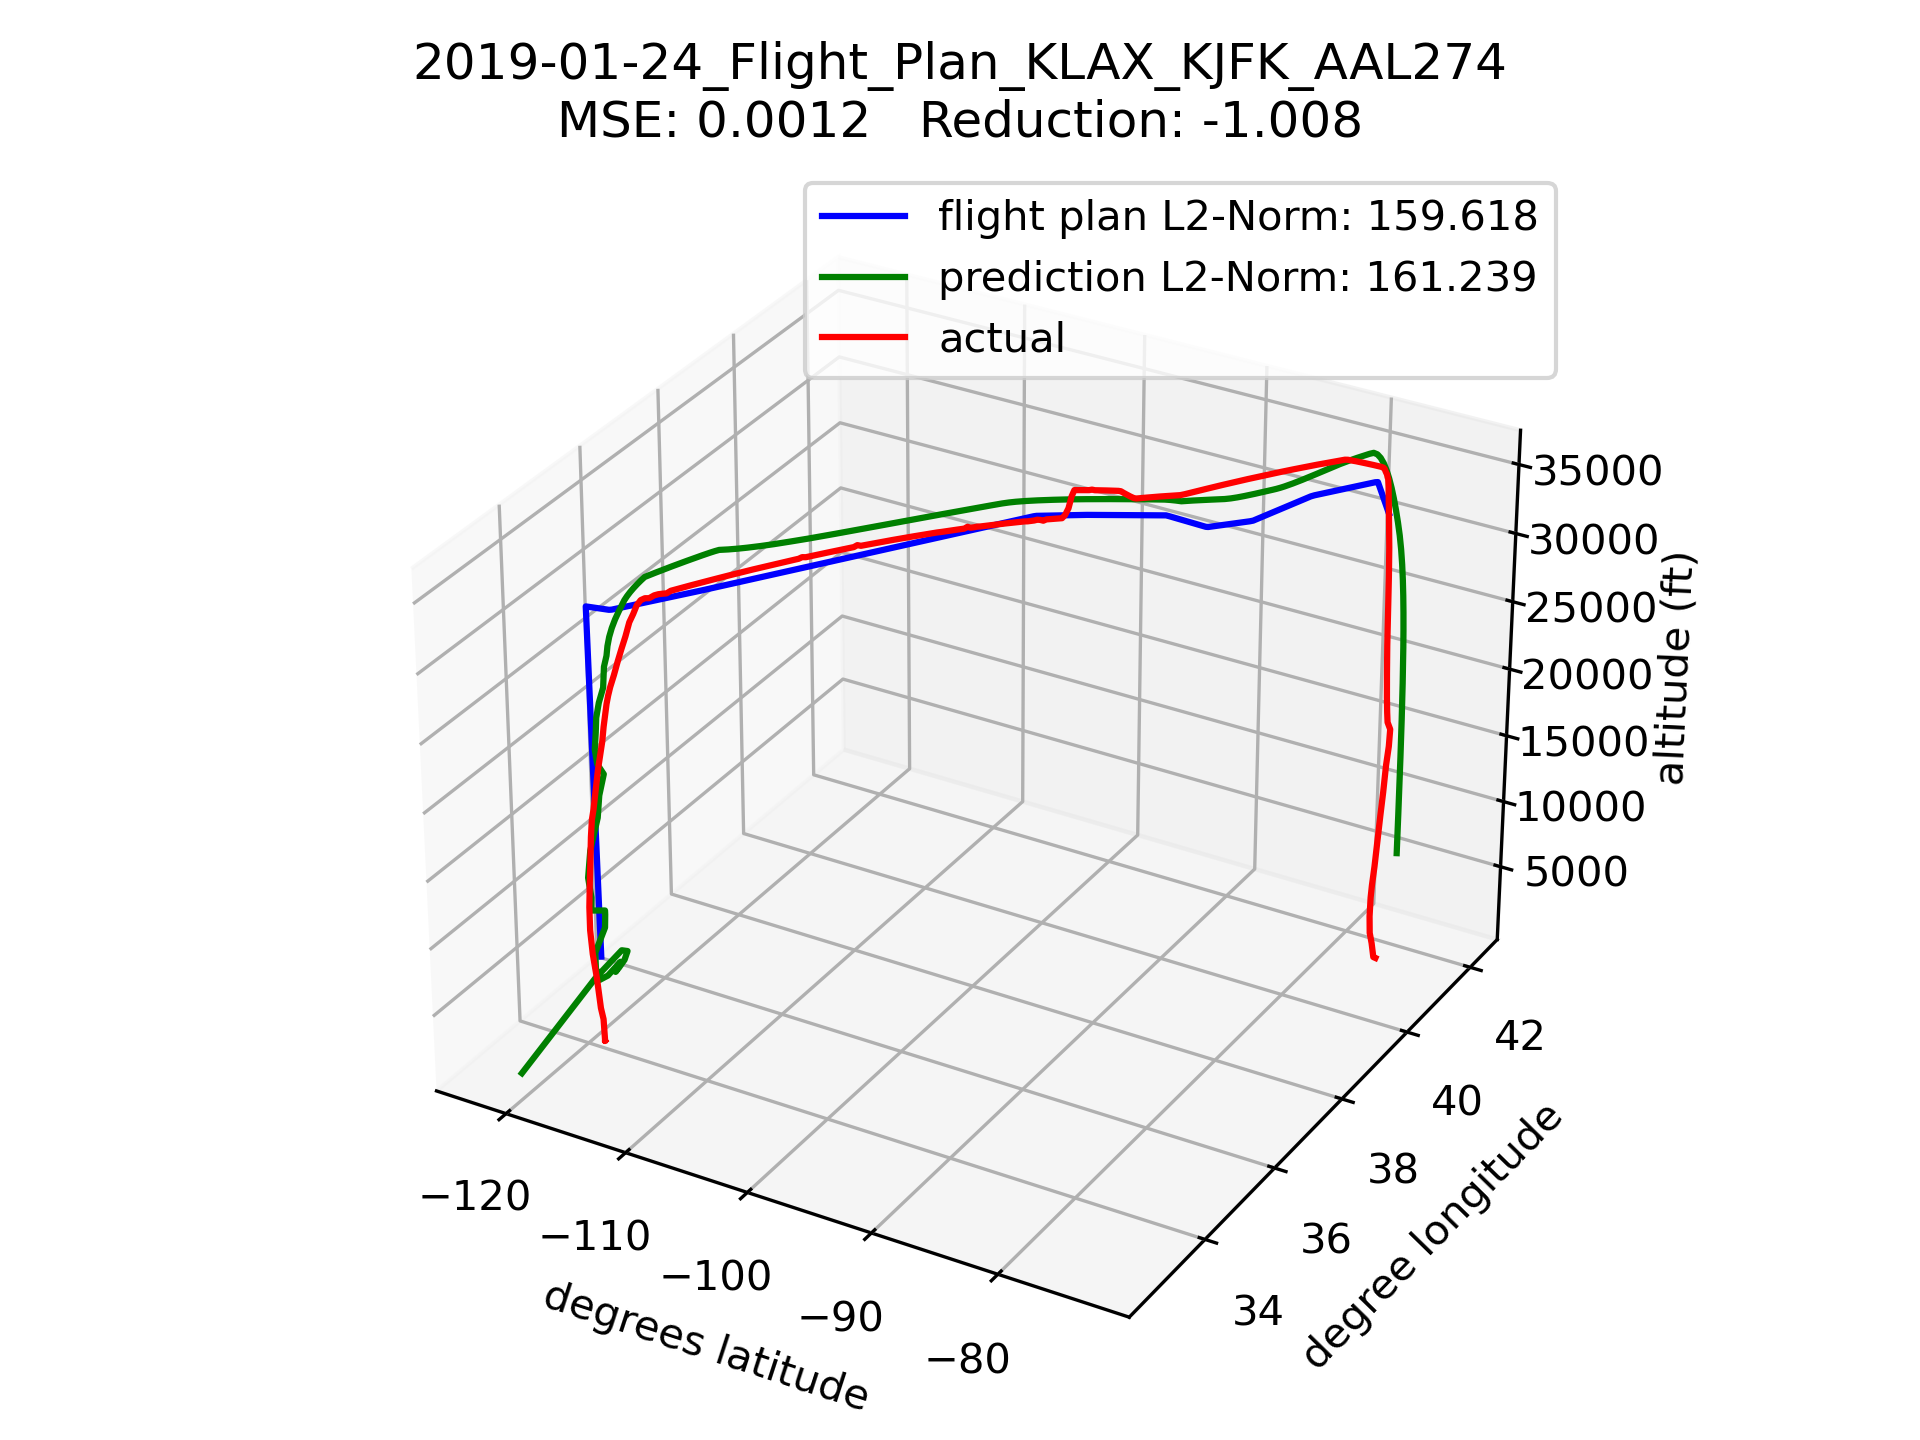 2019-01-24_Flight_Plan_KLAX_KJFK_AAL274
MSE: 0.0012   Reduction: -1.008
flight plan L2-Norm: 159.618
prediction L2-Norm: 161.239
actual
35000
30000
25000
20000
15000
10000
5000
altitude (ft)
42
40
38
36
34
degree longitude
−120
−110
−100
−90
−80
degrees latitude